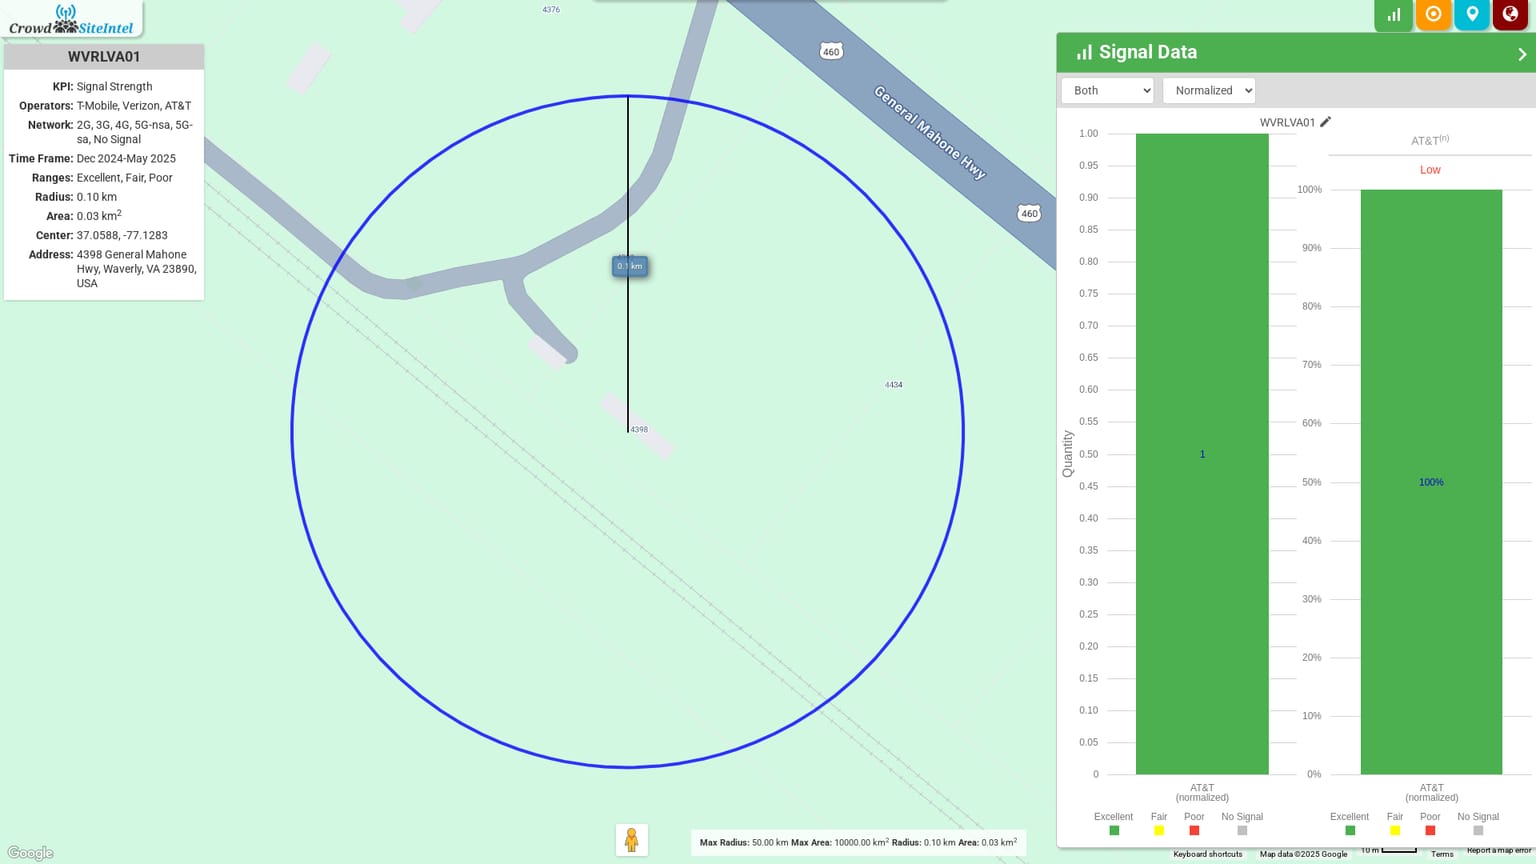 Crowd SiteIntel
WVRLVA01
KPI: Signal Strength
Operators: T-Mobile, Verizon, AT&T
Network: 2G, 3G, 4G, 5G-nsa, 5G-
sa, No Signal
Time Frame: Dec 2024-May 2025
Ranges: Excellent, Fair, Poor
Radius: 0.10 km
Area: 0.03 km²
Center: 37.0588, -77.1283
Address: 4398 General Mahone
Hwy, Waverly, VA 23890,
USA
4376
460
General Mahone Hwy
460
0.1 km
4434
4398
Google
Max Radius: 50.00 km Max Area: 10000.00 km² Radius: 0.10 km Area: 0.03 km²
Signal Data
Both
Normalized
WVRLVA01
Quantity
1.00
0.95
0.90
0.85
0.80
0.75
0.70
0.65
0.60
0.55
0.50
0.45
0.40
0.35
0.30
0.25
0.20
0.15
0.10
0.05
0
1
AT&T
(normalized)
Excellent Fair Poor No Signal
AT&T(n)
Low
100%
90%
80%
70%
60%
50%
40%
30%
20%
10%
0%
100%
AT&T
(normalized)
Excellent Fair Poor No Signal
Keyboard shortcuts Map data ©2025 Google 10 m Terms Report a map error